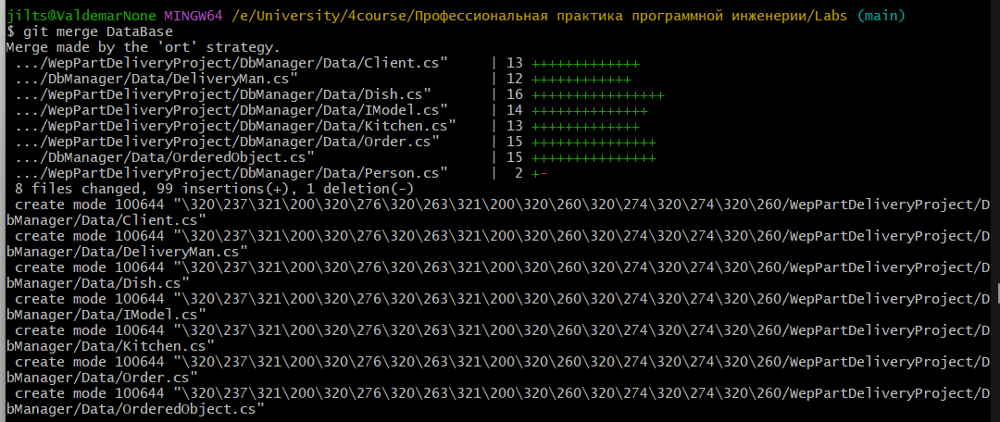 jilts@ValdemarNone MINGW64 /e/University/4course/Профессиональная практика программной инженерии/Labs (main)
$ git merge DataBase
Merge made by the 'ort' strategy.
.../WepPartDeliveryProject/DbManager/Data/Client.cs" | 13 +++++++++++++
.../DbManager/Data/DeliveryMan.cs" | 12 ++++++++++++
.../WepPartDeliveryProject/DbManager/Data/Dish.cs" | 16 ++++++++++++++++
.../WepPartDeliveryProject/DbManager/Data/IModel.cs" | 14 ++++++++++++++
.../WepPartDeliveryProject/DbManager/Data/Kitchen.cs" | 13 +++++++++++++
.../WepPartDeliveryProject/DbManager/Data/Order.cs" | 15 +++++++++++++++
.../DbManager/Data/OrderedObject.cs" | 15 +++++++++++++++
.../WepPartDeliveryProject/DbManager/Data/Person.cs" | 2 +-
8 files changed, 99 insertions(+), 1 deletion(-)
create mode 100644 "\320\237\321\200\320\276\320\263\321\200\320\260\320\274\320\274\320\260/WepPartDeliveryProject/D
bManager/Data/Client.cs"
create mode 100644 "\320\237\321\200\320\276\320\263\321\200\320\260\320\274\320\274\320\260/WepPartDeliveryProject/D
bManager/Data/DeliveryMan.cs"
create mode 100644 "\320\237\321\200\320\276\320\263\321\200\320\260\320\274\320\274\320\260/WepPartDeliveryProject/D
bManager/Data/Dish.cs"
create mode 100644 "\320\237\321\200\320\276\320\263\321\200\320\260\320\274\320\274\320\260/WepPartDeliveryProject/D
bManager/Data/IModel.cs"
create mode 100644 "\320\237\321\200\320\276\320\263\321\200\320\260\320\274\320\274\320\260/WepPartDeliveryProject/D
bManager/Data/Kitchen.cs"
create mode 100644 "\320\237\321\200\320\276\320\263\321\200\320\260\320\274\320\274\320\260/WepPartDeliveryProject/D
bManager/Data/Order.cs"
create mode 100644 "\320\237\321\200\320\276\320\263\321\200\320\260\320\274\320\274\320\260/WepPartDeliveryProject/D
bManager/Data/OrderedObject.cs"